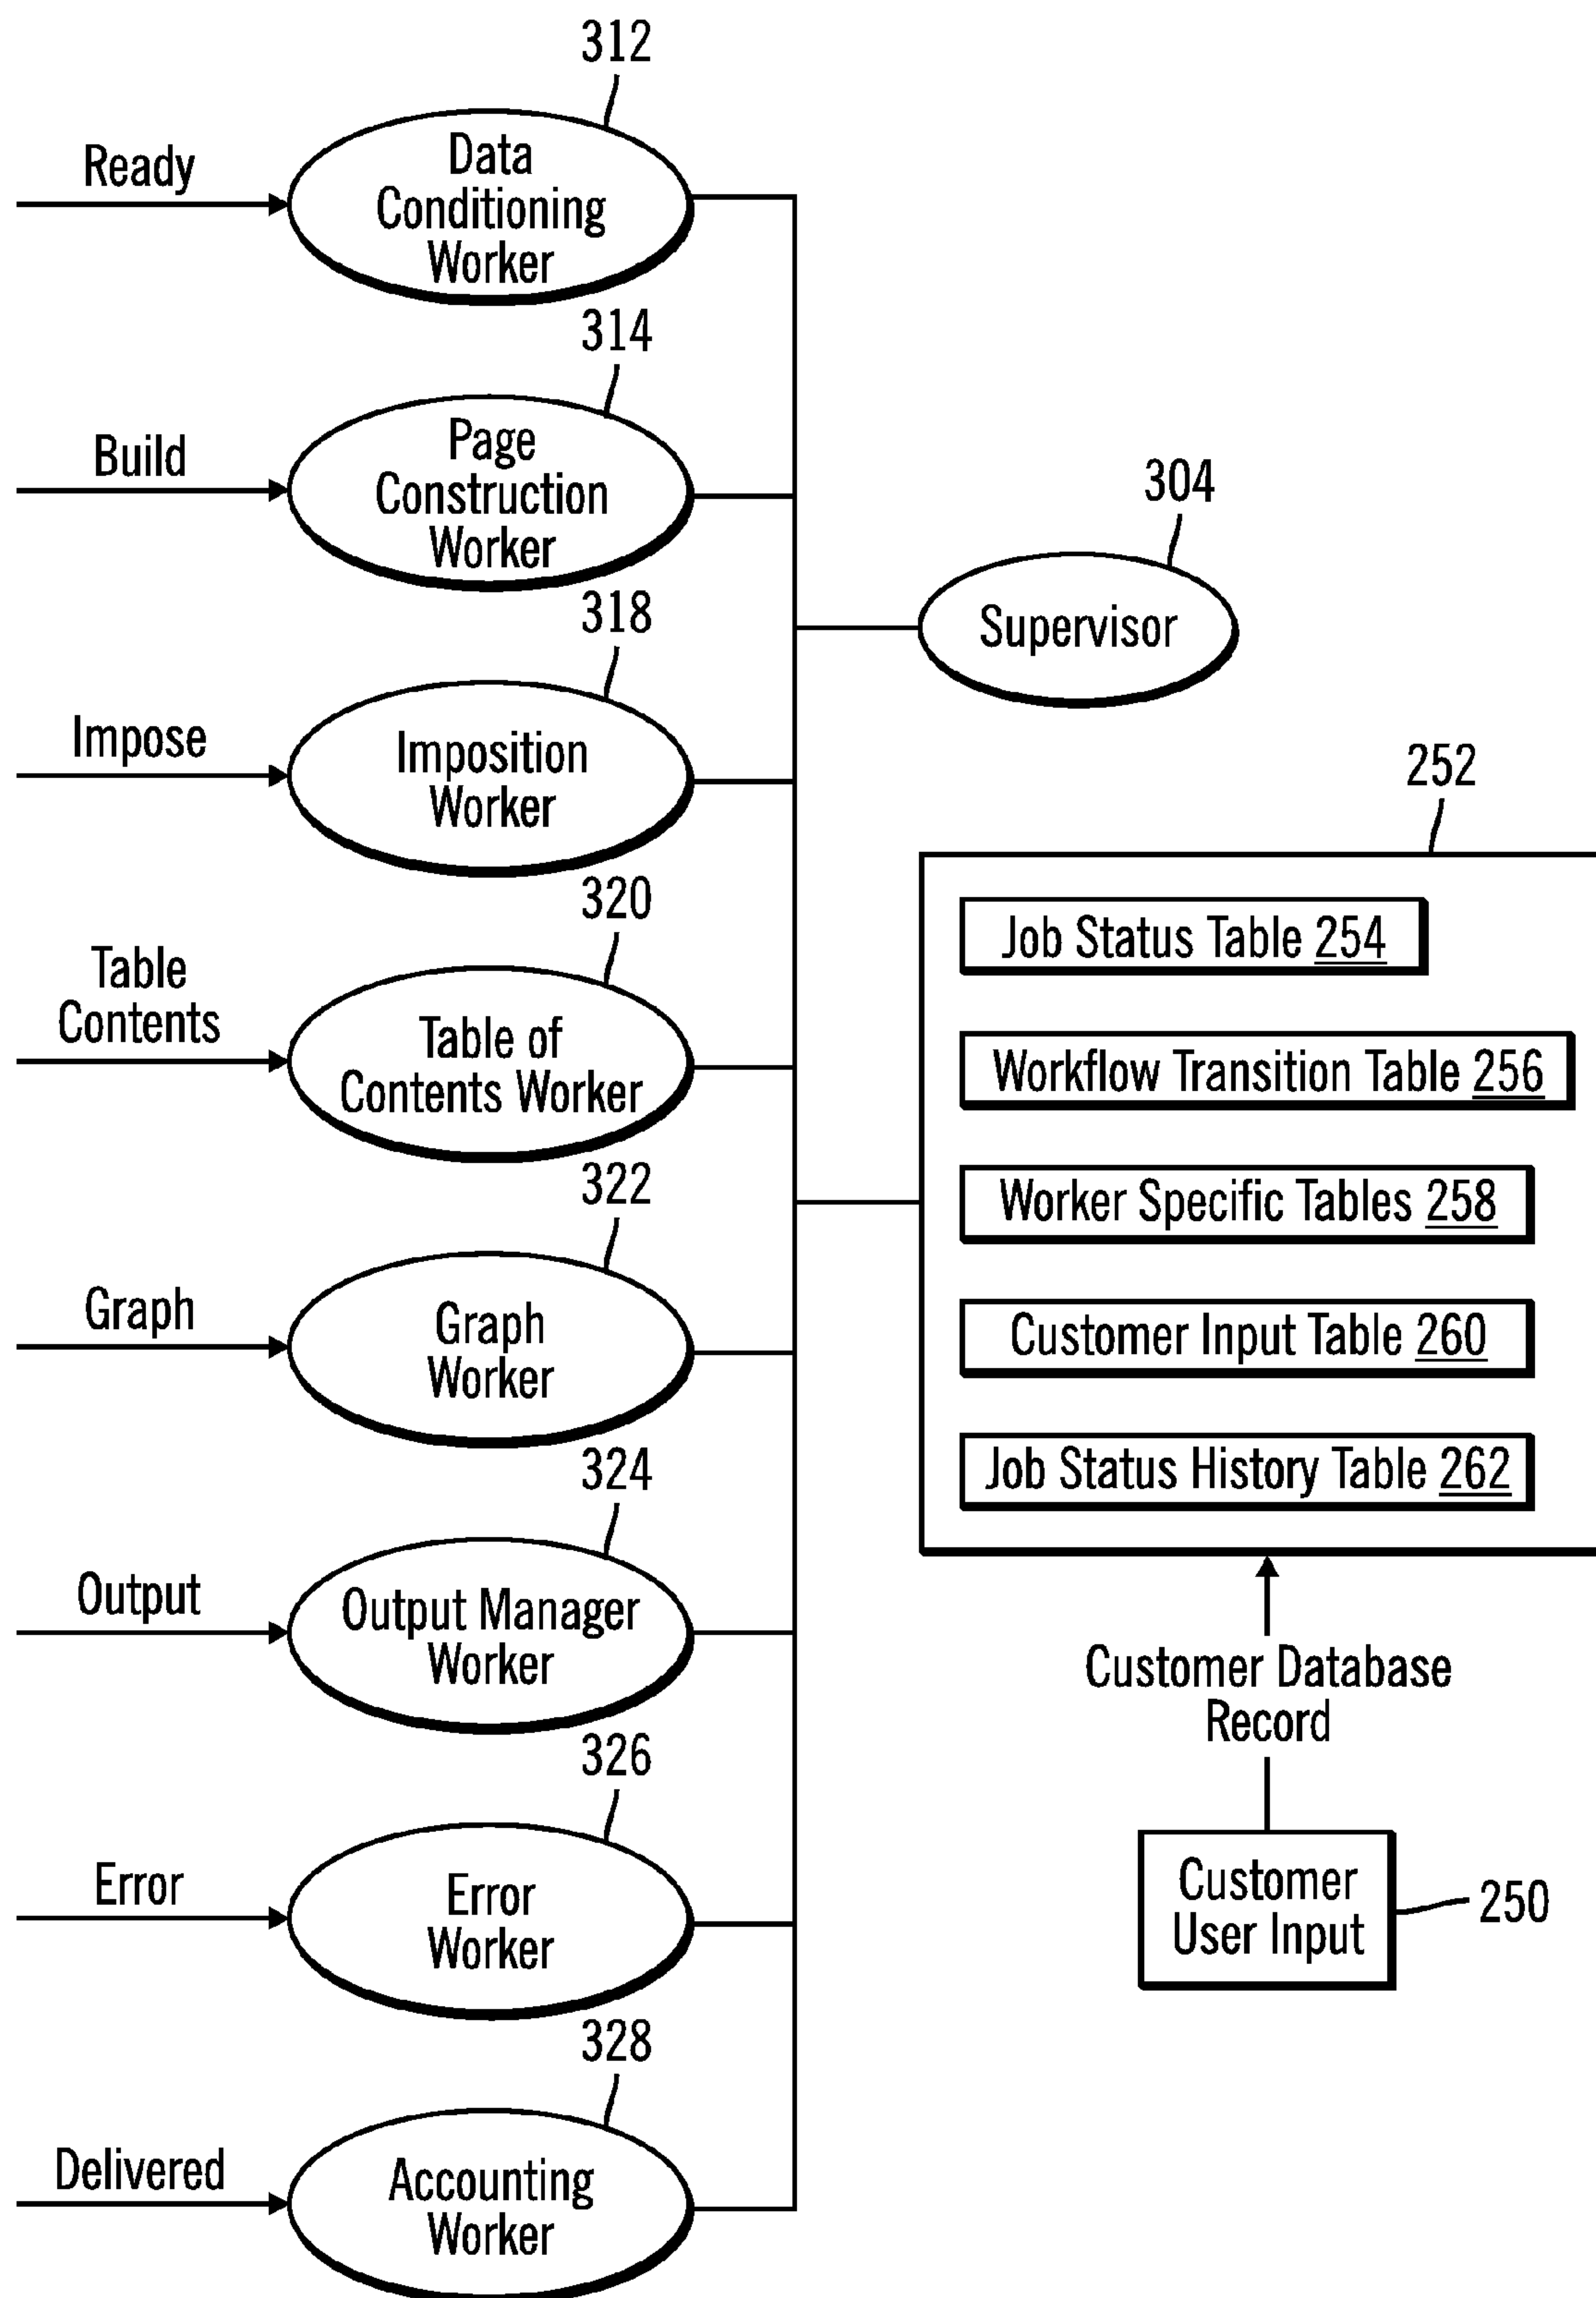 312
Ready
Data
Conditioning
Worker
314
Build
Page
Construction
Worker
304
Supervisor
318
Impose
Imposition
Worker
252
320
Table
Contents
Table of
Contents Worker
Job Status Table 254
Workflow Transition Table 256
Worker Specific Tables 258
Customer Input Table 260
Job Status History Table 262
322
Graph
Graph
Worker
324
Output
Output Manager
Worker
Customer Database
Record
326
Error
Error
Worker
Customer
User Input
250
328
Delivered
Accounting
Worker